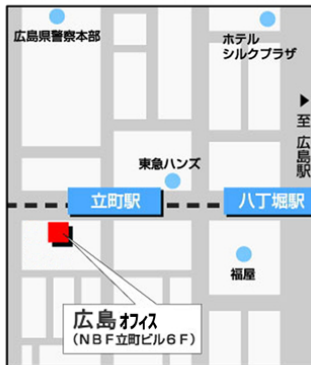 広島県警察本部
ホテル
シルクプラザ
▶至 広島駅
東急ハンズ
立町駅
八丁堀駅
福屋
広島オフィス
(NBF立町ビル6F)